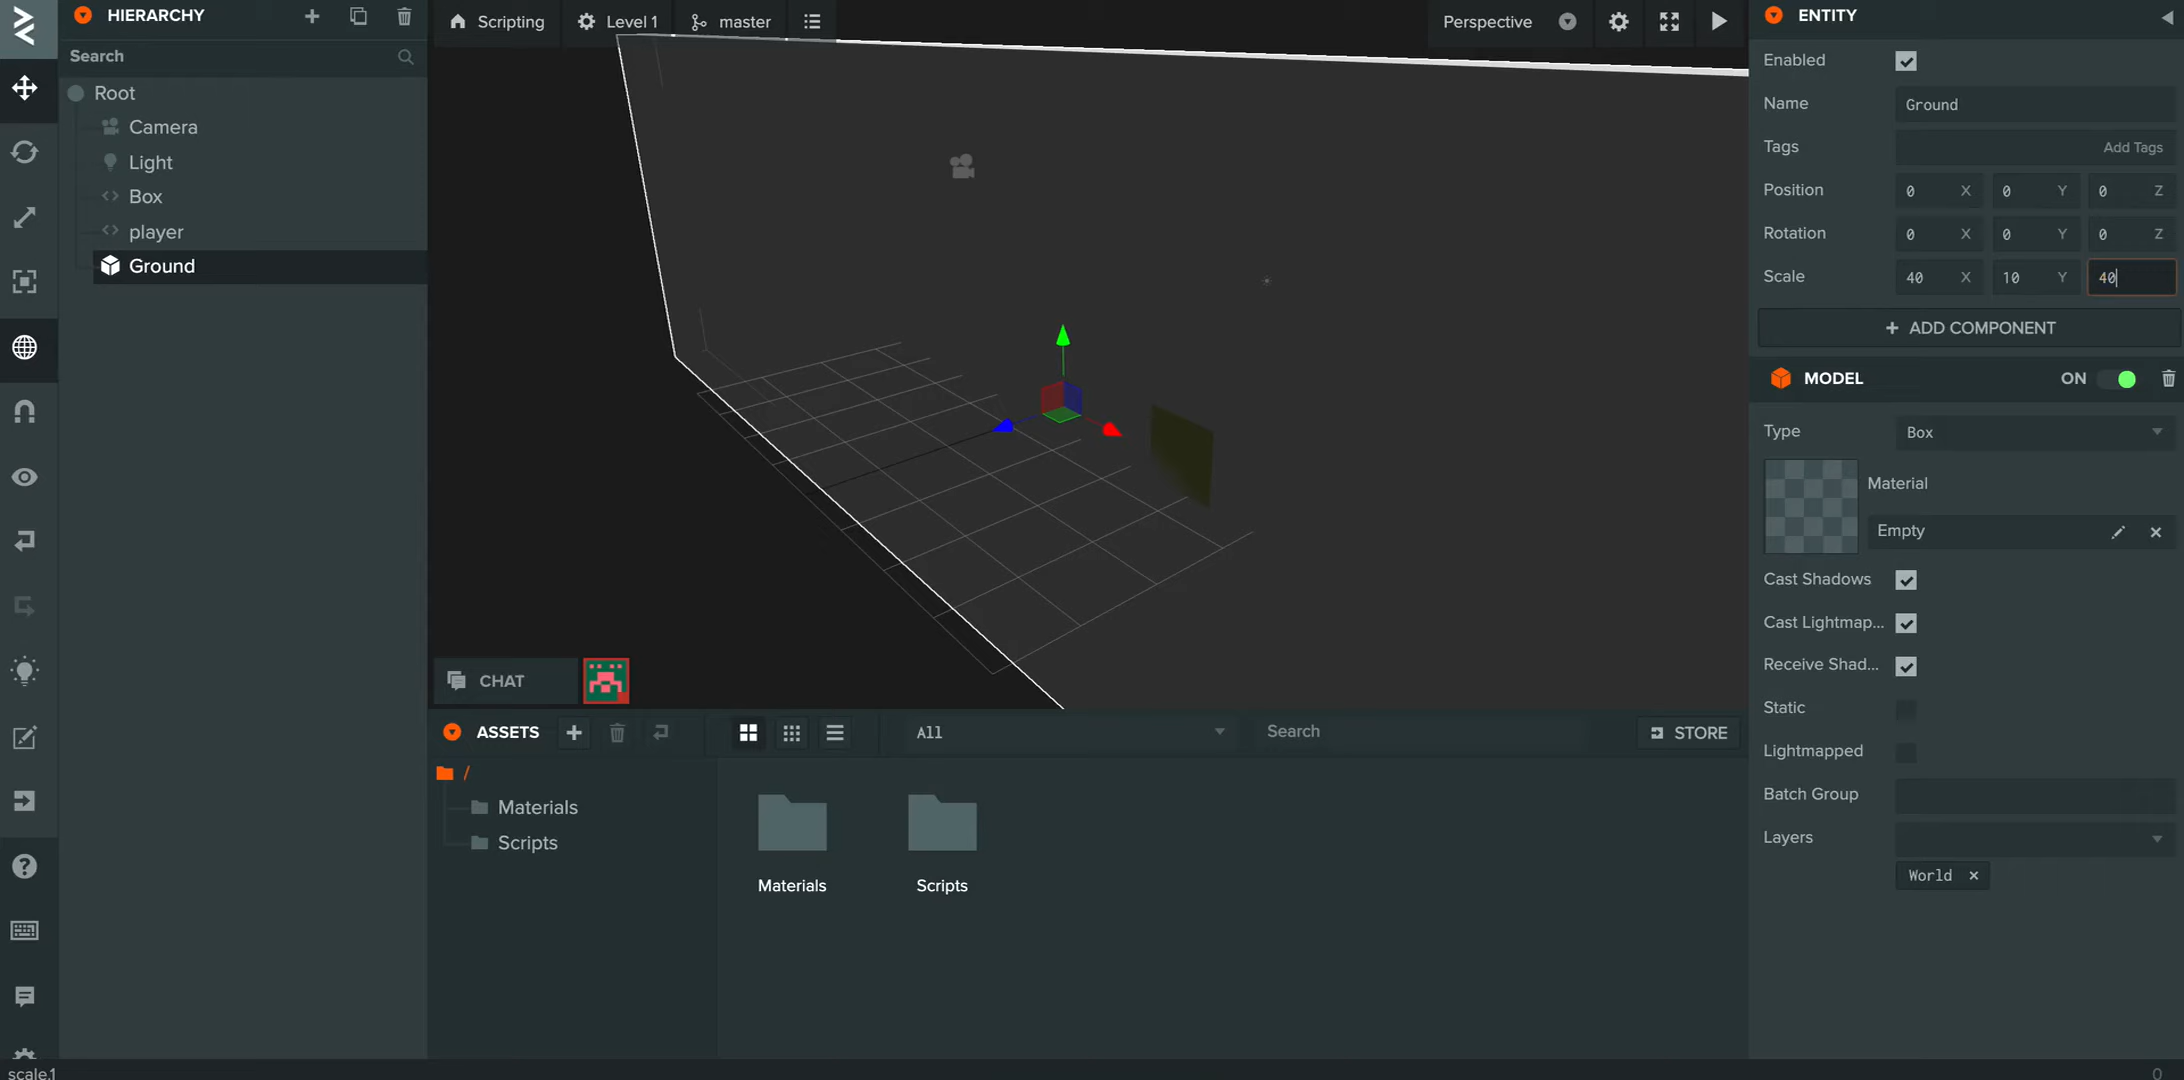 HIERARCHY
Search
Root
Camera
Light
Box
player
Ground
Scripting
Level 1
master
Perspective
CHAT
ASSETS
All
Search
STORE
/
Materials
Scripts
Materials
Scripts
ENTITY
Enabled
Name Ground
Tags Add Tags
Position 0 X 0 Y 0 Z
Rotation 0 X 0 Y 0 Z
Scale 40 X 10 Y 40
+ ADD COMPONENT
MODEL ON
Type Box
Material
Empty
Cast Shadows
Cast Lightmap...
Receive Shad...
Static
Lightmapped
Batch Group
Layers
World ×
scale.1 0